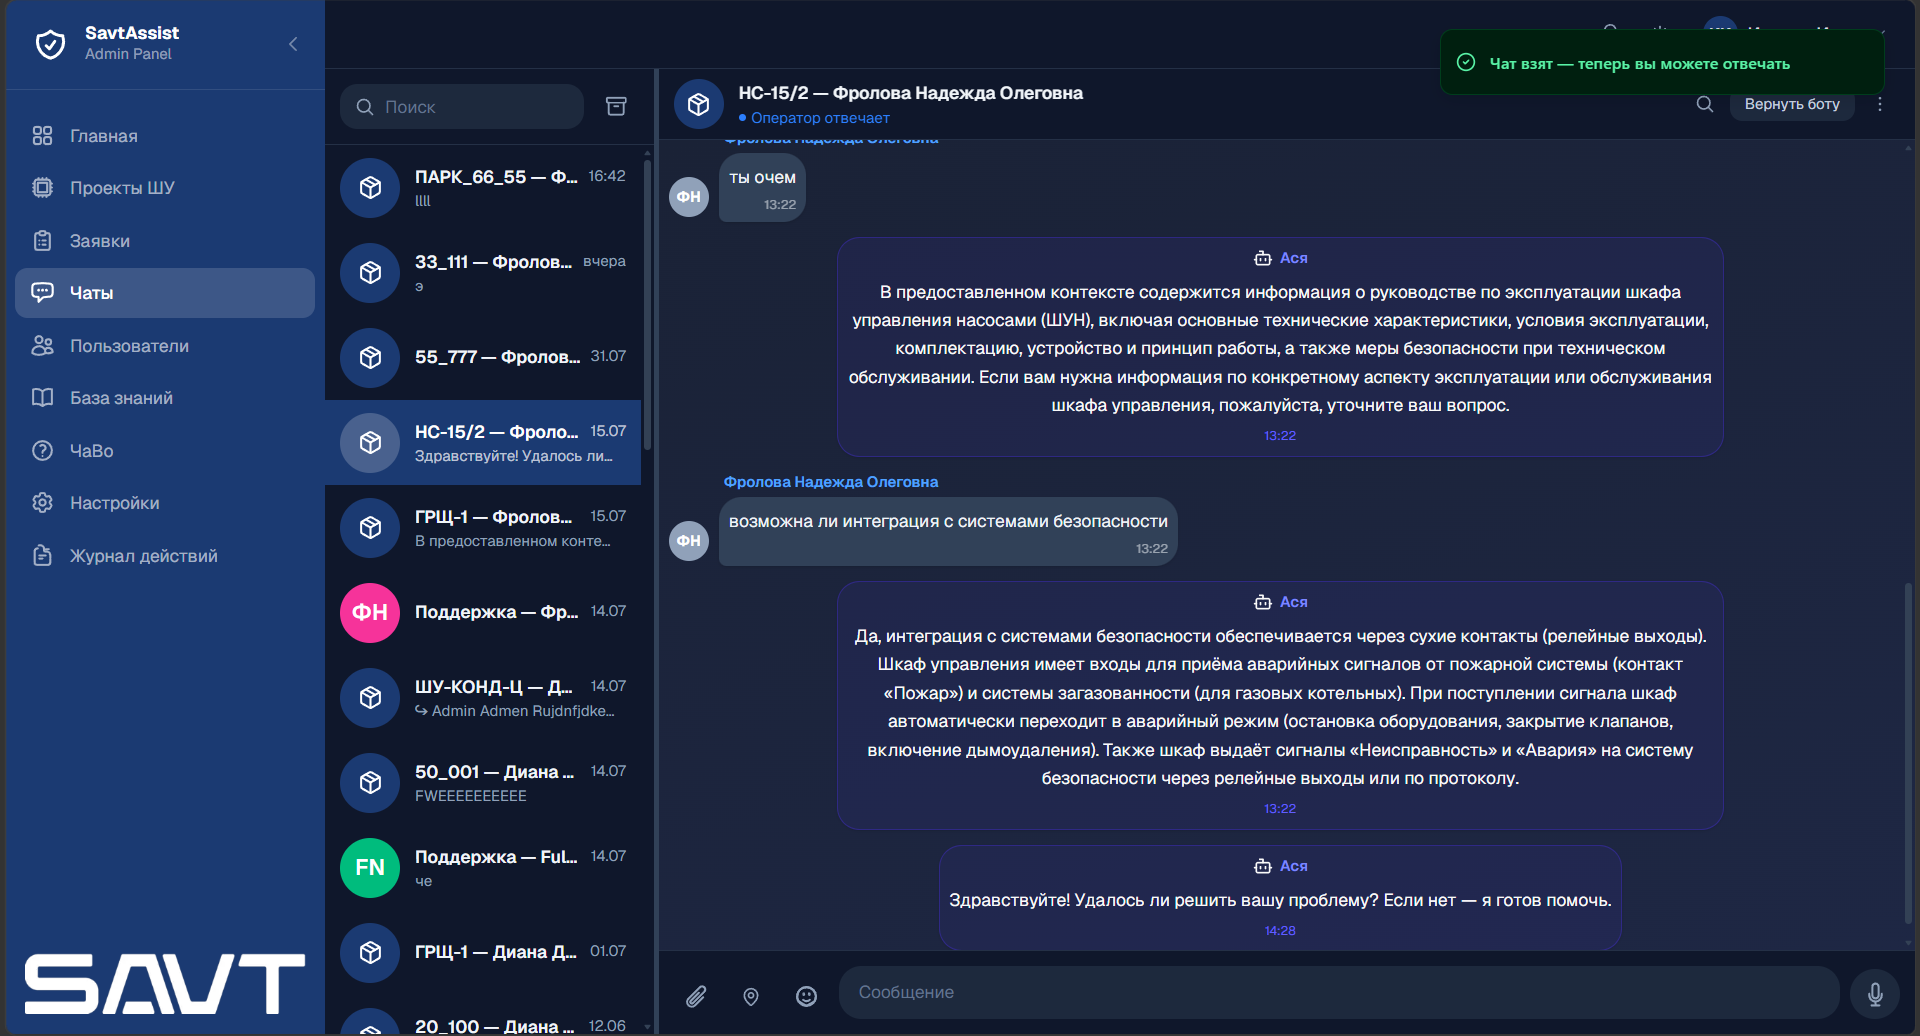 SavtAssist
Admin Panel
Главная
Проекты ШУ
Заявки
Чаты
Пользователи
База знаний
ЧаВо
Настройки
Журнал действий
SAVT
Поиск
ПАРК_66_55 — Ф... 16:42
llll
33_111 — Фролов... вчера
э
55_777 — Фролов... 31.07
НС-15/2 — Фроло... 15.07
Здравствуйте! Удалось ли...
ГРЩ-1 — Фролов... 15.07
В предоставленном конте...
ФН
Поддержка — Фр... 14.07
ШУ-КОНД-Ц — Д... 14.07
Admin Admen Rujdnfjdke...
50_001 — Диана ... 14.07
FWEEEEEEEEEE
FN
Поддержка — Ful... 14.07
че
ГРЩ-1 — Диана Д... 01.07
20_100 — Диана ... 12.06
Чат взят — теперь вы можете отвечать
НС-15/2 — Фролова Надежда Олеговна
Оператор отвечает
Вернуть боту
Фролова Надежда Олеговна
ФН
ты очем
13:22
Ася
В предоставленном контексте содержится информация о руководстве по эксплуатации шкафа
управления насосами (ШУН), включая основные технические характеристики, условия эксплуатации,
комплектацию, устройство и принцип работы, а также меры безопасности при техническом
обслуживании. Если вам нужна информация по конкретному аспекту эксплуатации или обслуживания
шкафа управления, пожалуйста, уточните ваш вопрос.
13:22
Фролова Надежда Олеговна
ФН
возможна ли интеграция с системами безопасности
13:22
Ася
Да, интеграция с системами безопасности обеспечивается через сухие контакты (релейные выходы).
Шкаф управления имеет входы для приёма аварийных сигналов от пожарной системы (контакт
«Пожар») и системы загазованности (для газовых котельных). При поступлении сигнала шкаф
автоматически переходит в аварийный режим (остановка оборудования, закрытие клапанов,
включение дымоудаления). Также шкаф выдаёт сигналы «Неисправность» и «Авария» на систему
безопасности через релейные выходы или по протоколу.
13:22
Ася
Здравствуйте! Удалось ли решить вашу проблему? Если нет — я готов помочь.
14:28
Сообщение